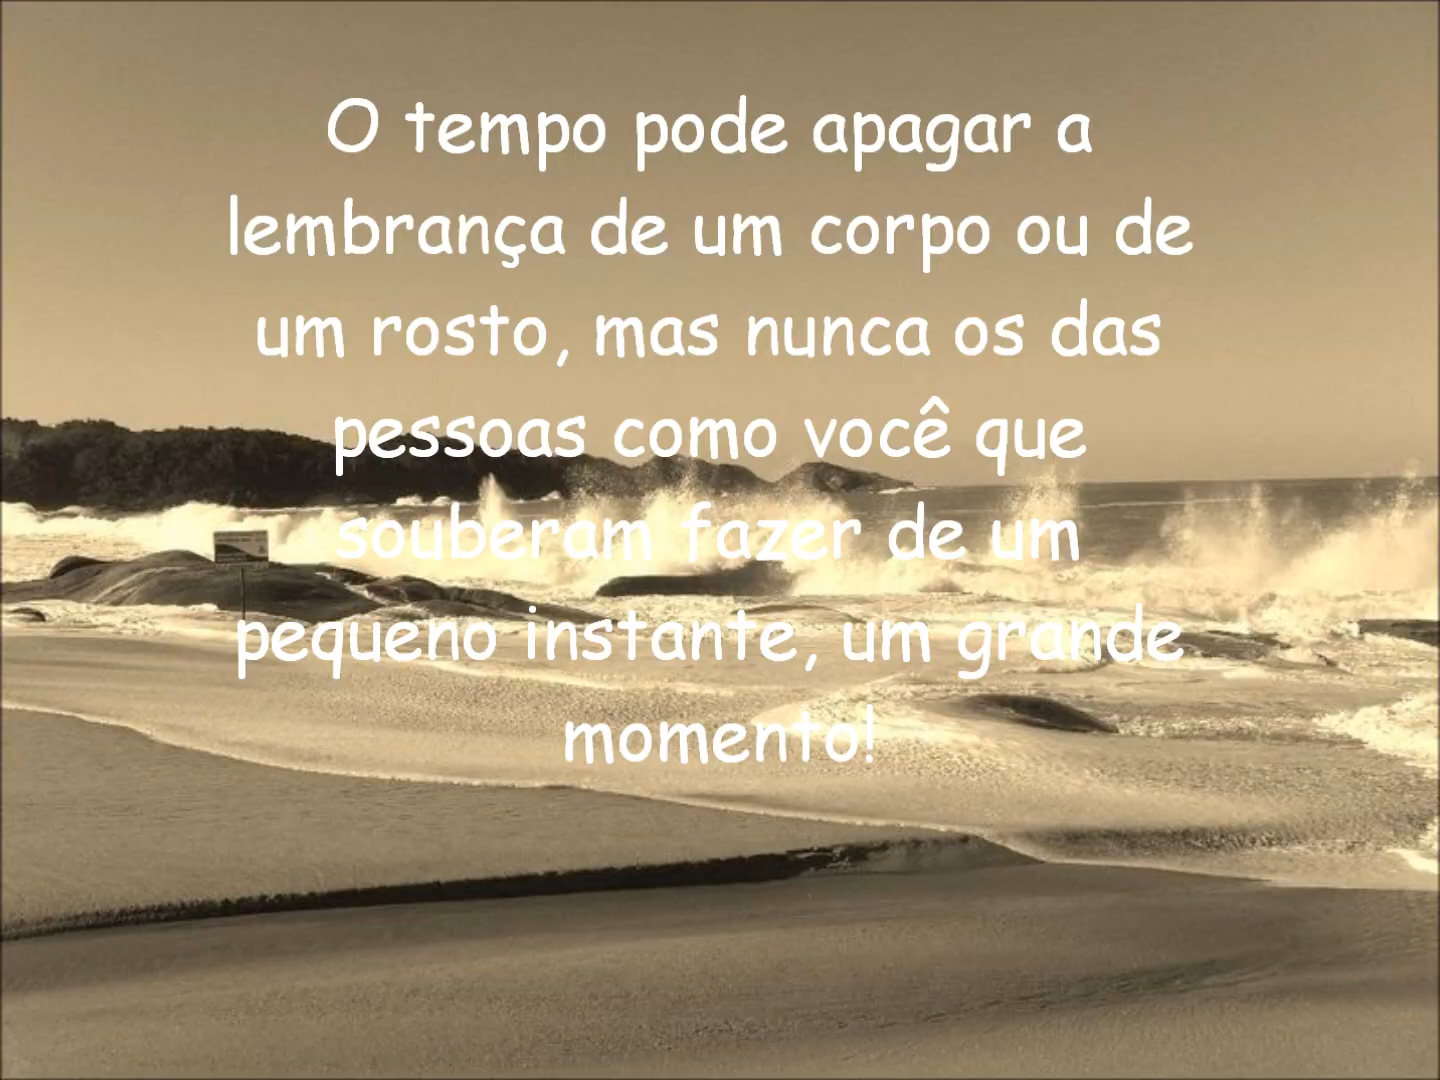 O tempo pode apagar a
lembrança de um corpo ou de
um rosto, mas nunca os das
pessoas como você que
souberam fazer de um
pequeno instante, um grande
momento!